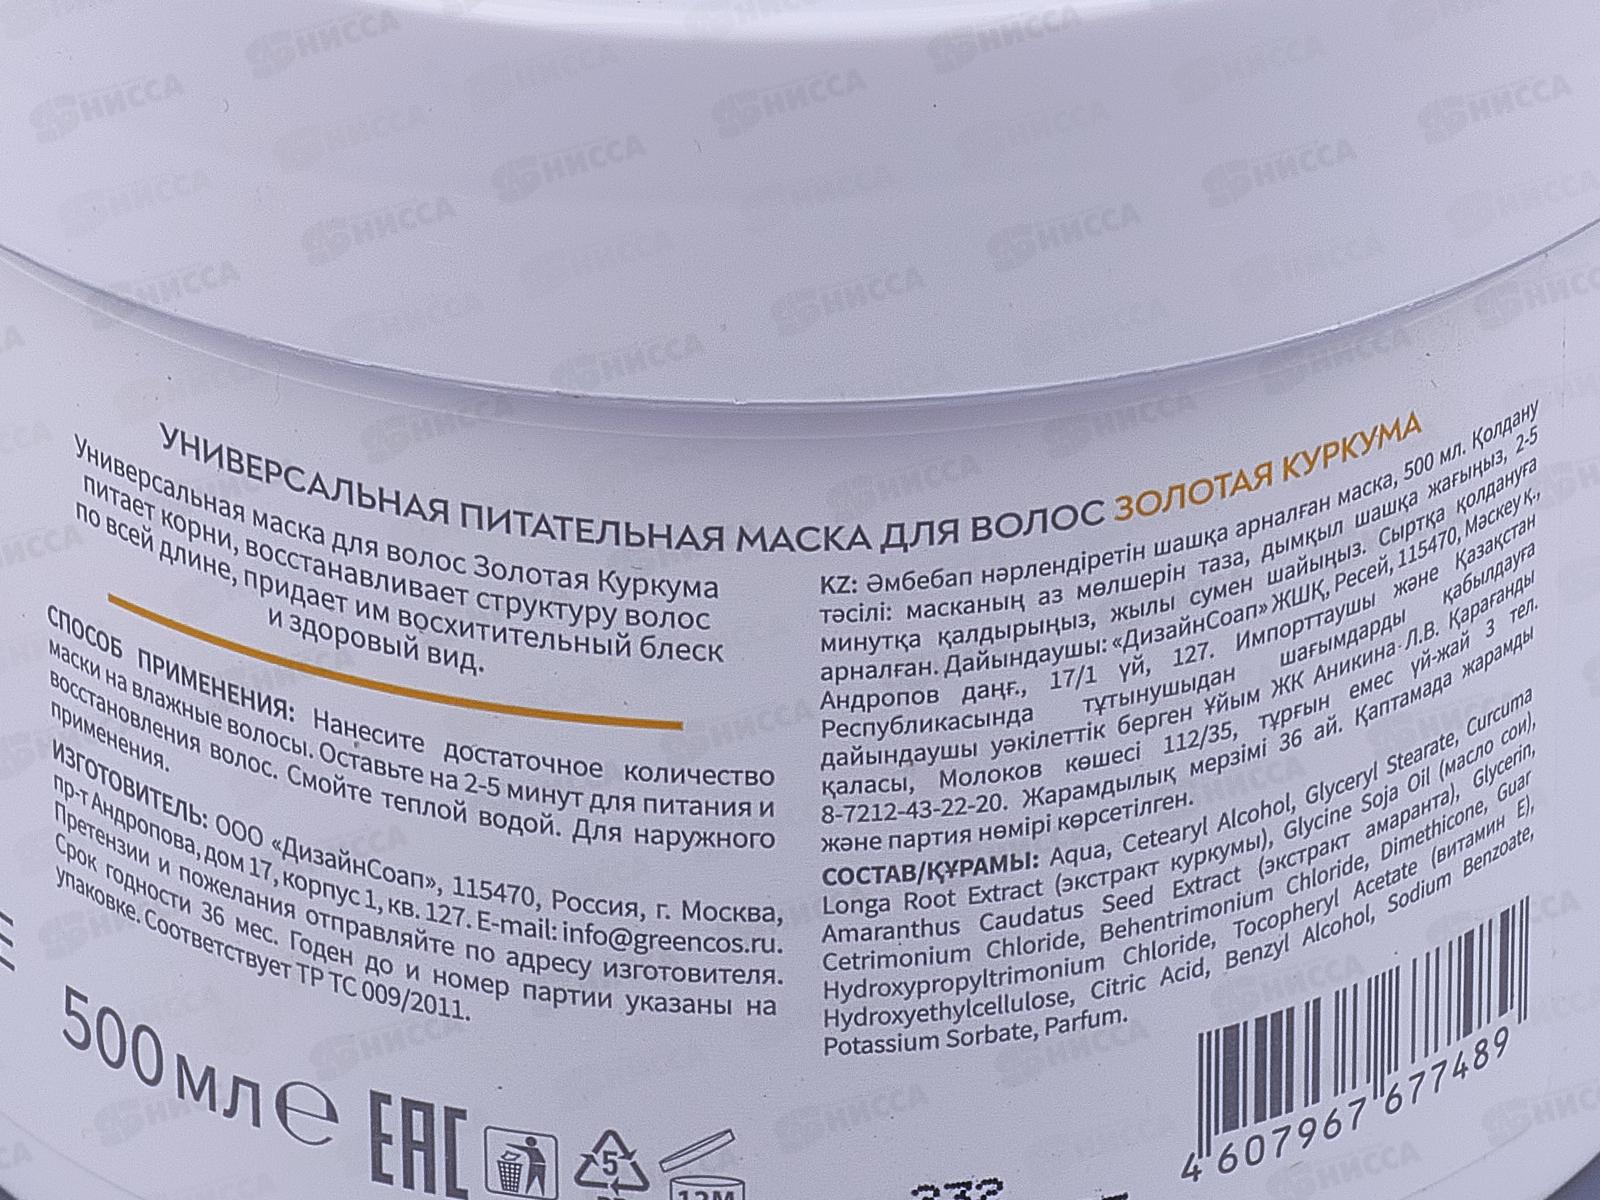 УНИВЕРСАЛЬНАЯ ПИТАТЕЛЬНАЯ МАСКА ДЛЯ ВОЛОС ЗОЛОТАЯ КУРКУМА
Универсальная маска для волос Золотая Куркума
питает корни, восстанавливает структуру волос
по всей длине, придает им восхитительный блеск
и здоровый вид.
СПОСОБ ПРИМЕНЕНИЯ: Нанесите достаточное количество
маски на влажные волосы. Оставьте на 2-5 минут для питания и
восстановления волос. Смойте теплой водой. Для наружного
применения.
ИЗГОТОВИТЕЛЬ: ООО «ДизайнСоап», 115470, Россия, г. Москва,
пр-т Андропова, дом 17, корпус 1, кв. 127. E-mail: info@greencos.ru.
Претензии и пожелания отправляйте по адресу изготовителя.
Срок годности 36 мес. Годен до и номер партии указаны на
упаковке. Соответствует ТР ТС 009/2011.
500 мл ℮
EAC
5
12M
KZ: Әмбебап нәрлендіретін шашқа арналған маска, 500 мл. Қолдану
тәсілі: масканың аз мөлшерін таза, дымқыл шашқа жағыңыз, 2-5
минутқа қалдырыңыз, жылы сумен шайыңыз. Сыртқа қолдануға
арналған. Дайындаушы: «ДизайнСоап» ЖШҚ, Ресей, 115470, Мәскеу қ.,
Андропов даңғ., 17/1 үй, 127. Импорттаушы және Қазақстан
Республикасында тұтынушыдан шағымдарды қабылдауға
дайындаушы уәкілеттік берген Ұйым ЖК Аникина Л.В. Қарағанды
қаласы, Молоков көшесі 112/35, тұрғын емес үй-жай 3 тел.
8-7212-43-22-20. Жарамдылық мерзімі 36 ай. Қаптамада жарамды
және партия нөмірі көрсетілген.
СОСТАВ/ҚҰРАМЫ: Aqua, Cetearyl Alcohol, Glyceryl Stearate, Curcuma
Longa Root Extract (экстракт куркумы), Glycine Soja Oil (масло сои),
Amaranthus Caudatus Seed Extract (экстракт амаранта), Glycerin,
Cetrimonium Chloride, Behentrimonium Chloride, Dimethicone, Guar
Hydroxypropyltrimonium Chloride, Tocopheryl Acetate (витамин Е),
Hydroxyethylcellulose, Citric Acid, Benzyl Alcohol, Sodium Benzoate,
Potassium Sorbate, Parfum.
4 607967 677489
НИССА